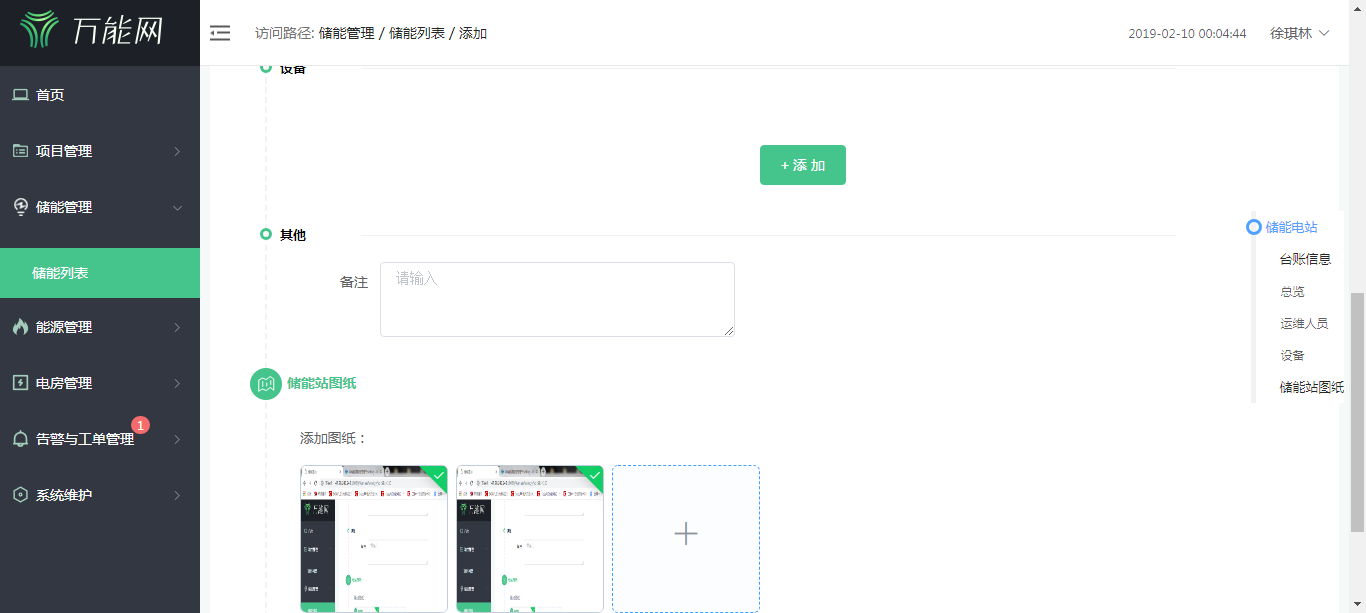 万能网
访问路径: 储能管理 / 储能列表 / 添加
2019-02-10 00:04:44
徐琪林
首页
项目管理
储能管理
储能列表
能源管理
电房管理
告警与工单管理
1
系统维护
设备
+ 添 加
其他
备注
请输入
储能站图纸
添加图纸：
储能电站
台账信息
总览
运维人员
设备
储能站图纸